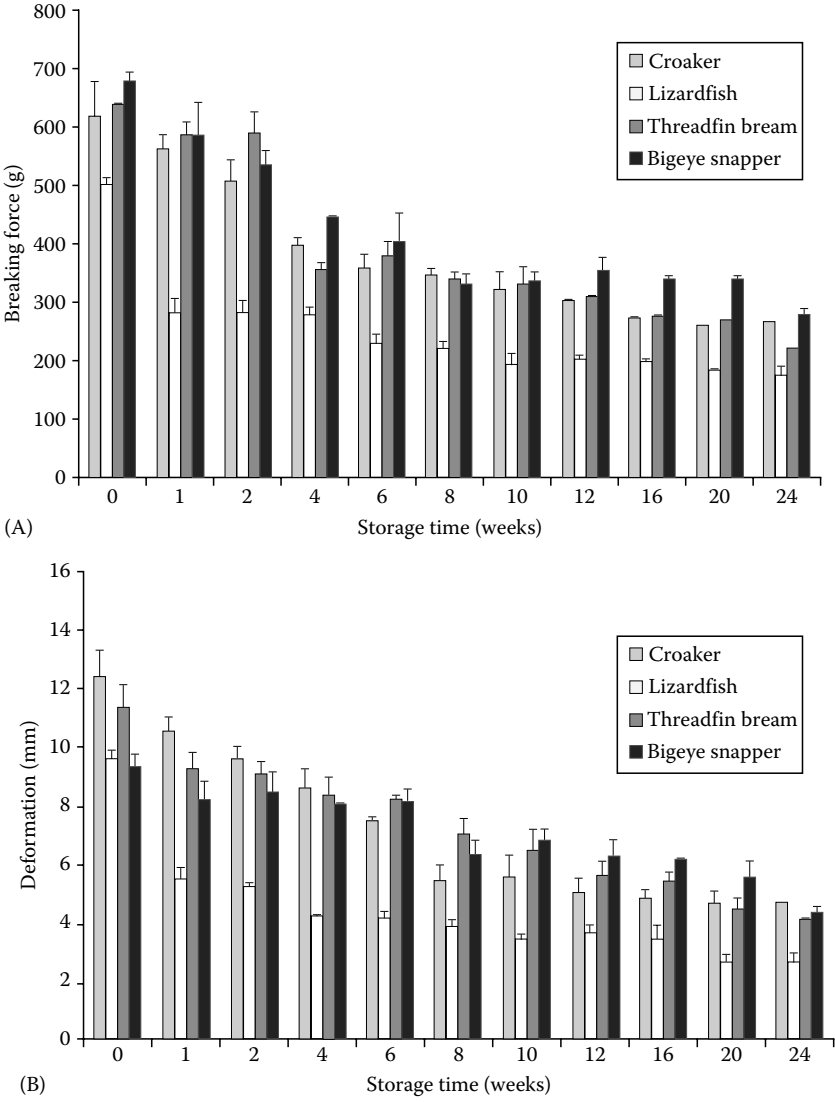 800
700
600
500
400
300
200
100
0
Breaking force (g)
Croaker
Lizardfish
Threadfin bream
Bigeye snapper
0 1 2 4 6 8 10 12 16 20 24
(A)
Storage time (weeks)
16
14
12
10
8
6
4
2
0
Deformation (mm)
Croaker
Lizardfish
Threadfin bream
Bigeye snapper
0 1 2 4 6 8 10 12 16 20 24
(B)
Storage time (weeks)